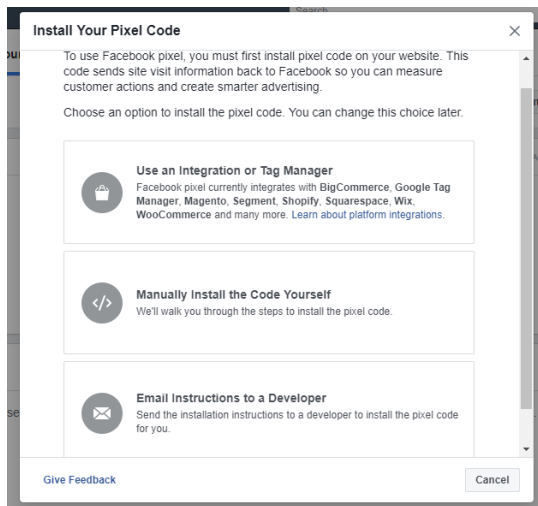 Search
Install Your Pixel Code
To use Facebook pixel, you must first install pixel code on your website. This
code sends site visit information back to Facebook so you can measure
customer actions and create smarter advertising.
Choose an option to install the pixel code. You can change this choice later.
Use an Integration or Tag Manager
Facebook pixel currently integrates with BigCommerce, Google Tag
Manager, Magento, Segment, Shopify, Squarespace, Wix,
WooCommerce and many more. Learn about platform integrations.
</>
Manually Install the Code Yourself
We'll walk you through the steps to install the pixel code.
Email Instructions to a Developer
Send the installation instructions to a developer to install the pixel code
for you.
Give Feedback
Cancel